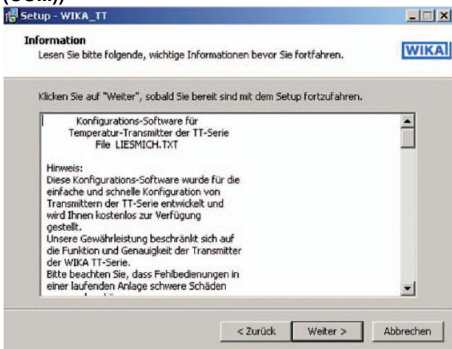 (COM))
Setup - WIKA_TT
Information
Lesen Sie bitte folgende, wichtige Informationen bevor Sie fortfahren.
WIKA
Klicken Sie auf "Weiter", sobald Sie bereit sind mit dem Setup fortzufahren.
Konfigurations-Software für
Temperatur-Transmitter der TT-Serie
File LIESMICH.TXT
Hinweis:
Diese Konfigurations-Software wurde für die
einfache und schnelle Konfiguration von
Transmittern der TT-Serie entwickelt und
wird Ihnen kostenlos zur Verfügung
gestellt.
Unsere Gewährleistung beschränkt sich auf
die Funktion und Genauigkeit der Transmitter
der WIKA TT-Serie.
Bitte beachten Sie, dass Fehlbedienungen in
einer laufenden Anlage schwere Schäden
< Zurück
Weiter >
Abbrechen